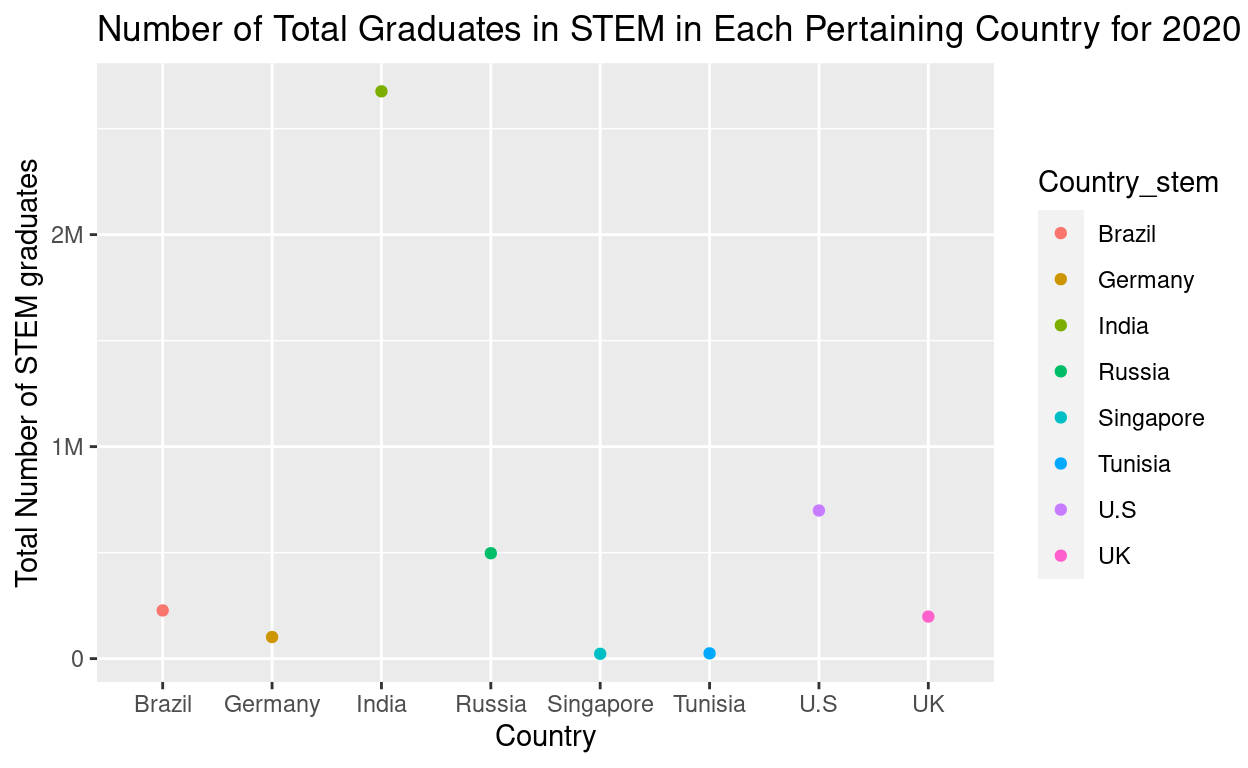 Number of Total Graduates in STEM in Each Pertaining Country for 2020
Total Number of STEM graduates
2M
1M
0
Brazil Germany India Russia Singapore Tunisia U.S UK
Country
Country_stem
Brazil
Germany
India
Russia
Singapore
Tunisia
U.S
UK